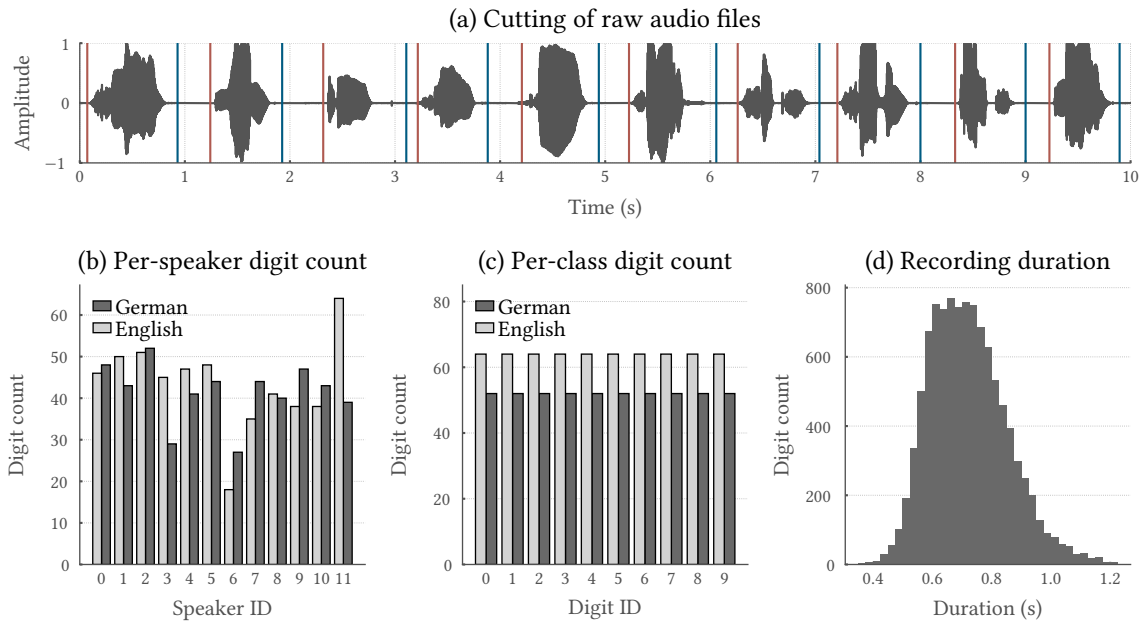 (a) Cutting of raw audio files
Amplitude
1
0
−1
0 1 2 3 4 5 6 7 8 9 10
Time (s)
(b) Per-speaker digit count
German
English
Digit count
60
50
40
30
20
10
0
0 1 2 3 4 5 6 7 8 9 10 11
Speaker ID
(c) Per-class digit count
German
English
Digit count
80
60
40
20
0
0 1 2 3 4 5 6 7 8 9
Digit ID
(d) Recording duration
Digit count
800
600
400
200
0
0.4 0.6 0.8 1.0 1.2
Duration (s)